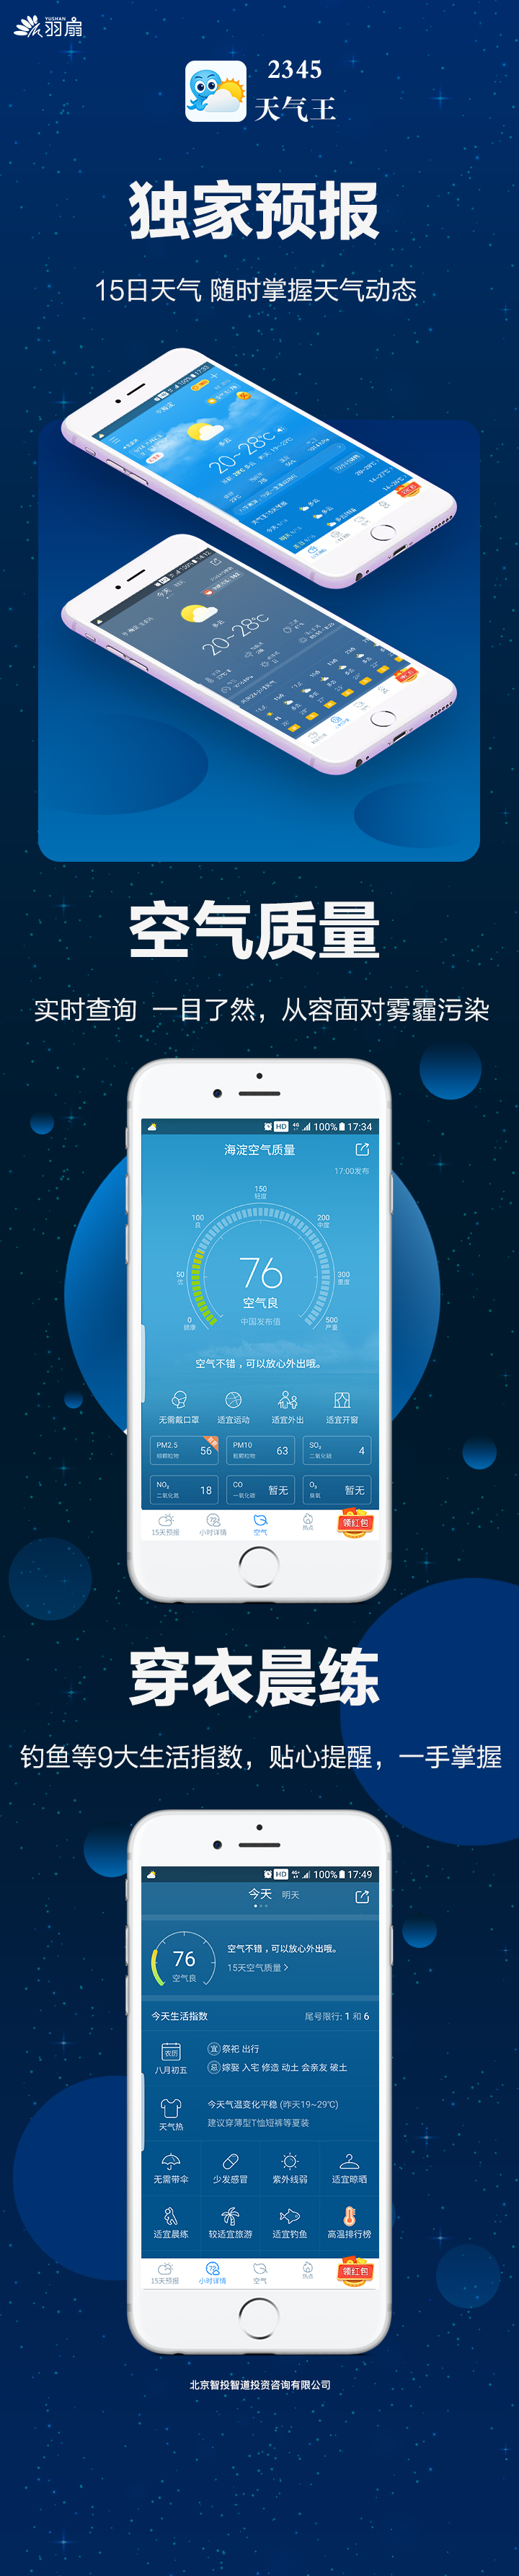 YUSHAN
羽扇
2345
天气王
独家预报
15日天气 随时掌握天气动态
100% 17:33
多云
20~28℃
100% 14:12
今天
多云
20~28℃
空气质量
实时查询 一目了然，从容面对雾霾污染
HD 100% 17:34
海淀空气质量
17:00发布
150
轻度
100
良
200
中度
50
优
300
重度
0
健康
500
严重
76
空气良
中国发布值
空气不错，可以放心外出哦。
无需戴口罩 适宜运动 适宜外出 适宜开窗
PM2.5
细颗粒物
56
PM10
粗颗粒物
63
SO₂
二氧化硫
4
NO₂
二氧化氮
18
CO
一氧化碳
暂无
O₃
臭氧
暂无
15天预报 小时详情 空气 热点 领红包
穿衣晨练
钓鱼等9大生活指数，贴心提醒，一手掌握
HD 100% 17:49
今天 明天
76
空气良
空气不错，可以放心外出哦。
15天空气质量 >
今天生活指数 尾号限行: 1 和 6
农历
八月初五
宜 祭祀 出行
忌 嫁娶 入宅 修造 动土 会亲友 破土
天气热
今天气温变化平稳 (昨天19~29℃)
建议穿薄型T恤短裤等夏装
无需带伞 少发感冒 紫外线弱 适宜晾晒
适宜晨练 较适宜旅游 适宜钓鱼 高温排行榜
15天预报 小时详情 空气 热点 领红包
北京智投智道投资咨询有限公司